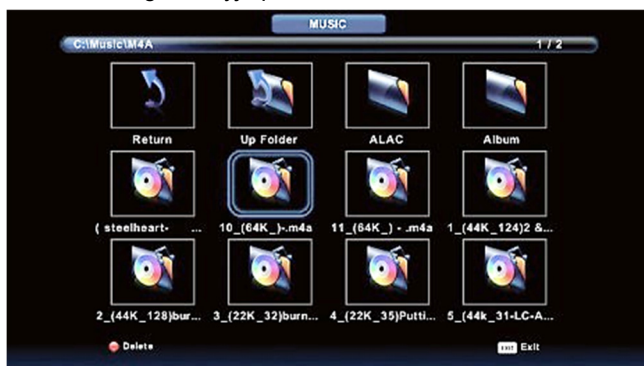 MUSIC
C:\Music\M4A 1 / 2
Return Up Folder ALAC Album
( steelheart- ... 10_(64K_)-.m4a 11_(64K_) - .m4a 1_(44K_124)2 &...
2_(44K_128)bur... 3_(22K_32)burn... 4_(22K_35)Putti... 5_(44k_31-LC-A...
Delete EXIT Exit